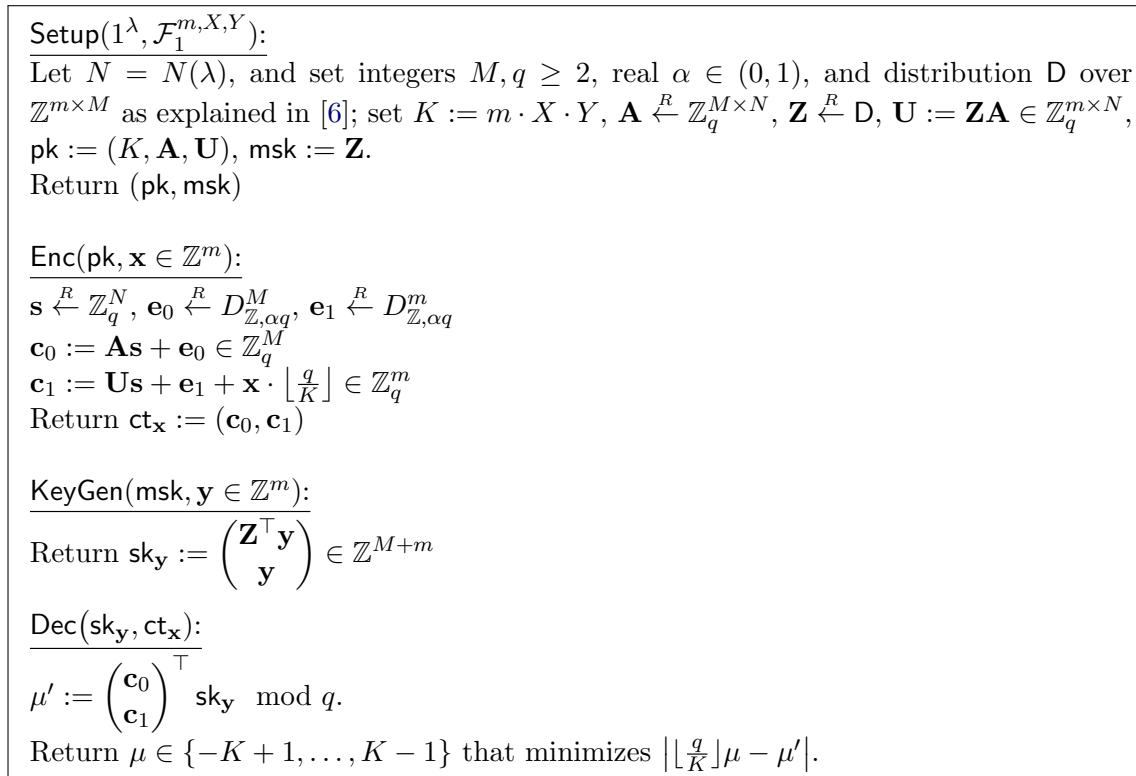 Setup(1^λ, F_1^{m,X,Y}):
Let N = N(λ), and set integers M, q ≥ 2, real α ∈ (0, 1), and distribution D over
ℤ^{m×M} as explained in [6]; set K := m · X · Y, A ←^R ℤ_q^{M×N}, Z ←^R D, U := ZA ∈ ℤ_q^{m×N},
pk := (K, A, U), msk := Z.
Return (pk, msk)
Enc(pk, x ∈ ℤ^m):
s ←^R ℤ_q^N, e_0 ←^R D_{ℤ,αq}^M, e_1 ←^R D_{ℤ,αq}^m
c_0 := As + e_0 ∈ ℤ_q^M
c_1 := Us + e_1 + x · ⌊q/K⌋ ∈ ℤ_q^m
Return ct_x := (c_0, c_1)
KeyGen(msk, y ∈ ℤ^m):
Return sk_y := (Z^⊤y y) ∈ ℤ^{M+m}
Dec(sk_y, ct_x):
μ′ := (c_0 c_1)^⊤ sk_y mod q.
Return μ ∈ {−K + 1, . . . , K − 1} that minimizes |⌊q/K⌋μ − μ′|.